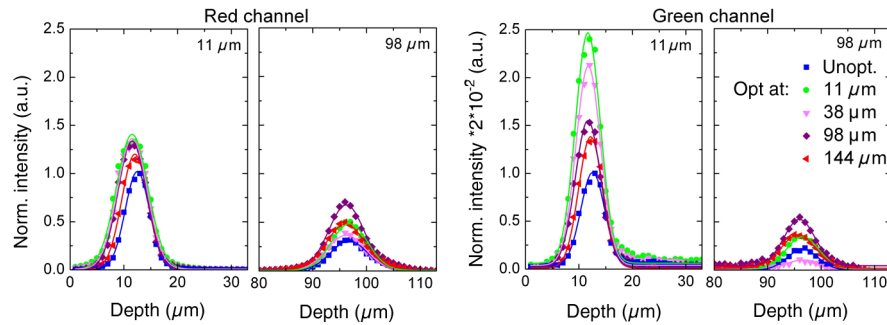 Red channel
Green channel
Norm. intensity (a.u.)
2.5
2.0
1.5
1.0
0.5
0.0
11 µm
98 µm
0
10
20
30
80
90
100
110
Depth (µm)
Depth (µm)
Norm. intensity *2*10⁻² (a.u.)
2.5
2.0
1.5
1.0
0.5
0.0
11 µm
98 µm
Unopt.
Opt at:
11 µm
38 µm
98 µm
144 µm
0
10
20
30
80
90
100
110
Depth (µm)
Depth (µm)